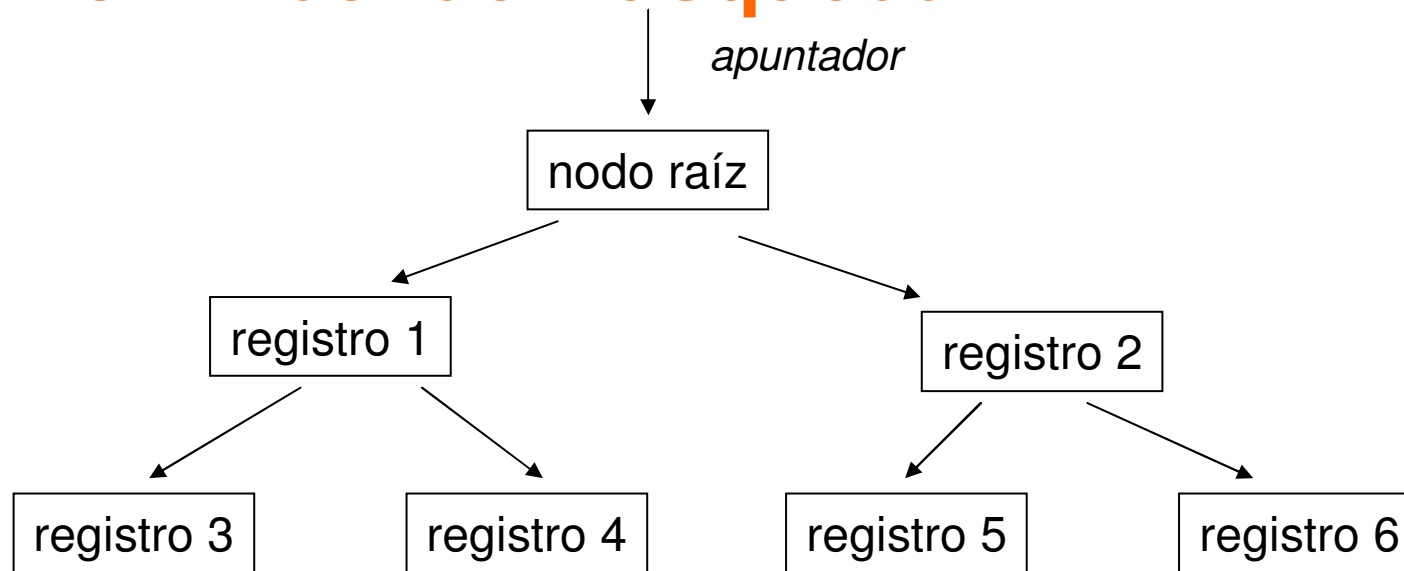 apuntador
nodo raíz
registro 1
registro 2
registro 3
registro 4
registro 5
registro 6